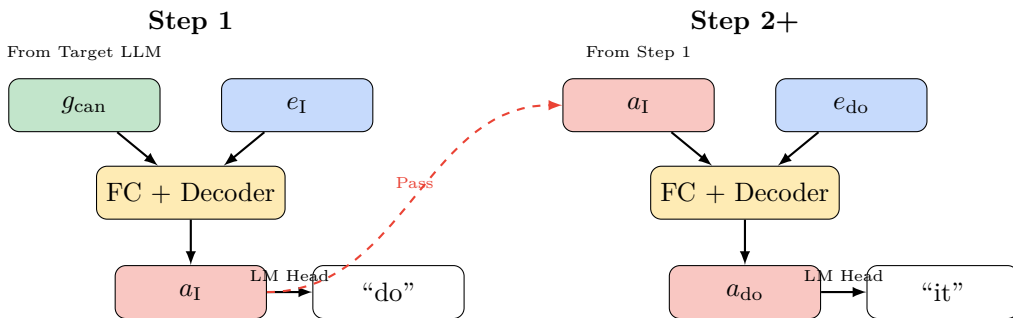 Step 1
From Target LLM
g_can
e_I
FC + Decoder
a_I
LM Head
“do”
Pass
Step 2+
From Step 1
a_I
e_do
FC + Decoder
a_do
LM Head
“it”